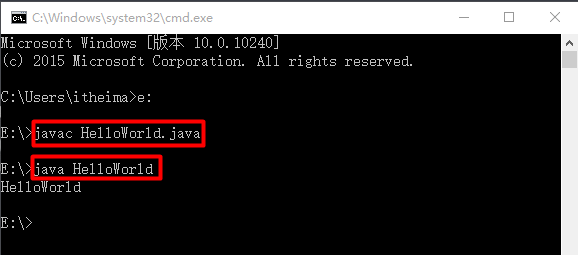 C:\Windows\system32\cmd.exe
Microsoft Windows [版本 10.0.10240]
(c) 2015 Microsoft Corporation. All rights reserved.
C:\Users\itheima>e:
E:\>javac HelloWorld.java
E:\>java HelloWorld
HelloWorld
E:\>